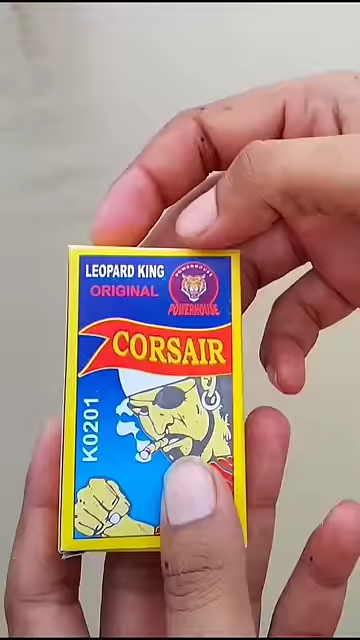 LEOPARD KING
ORIGINAL
POWERHOUSE
POWERHOUSE
CORSAIR
K0201